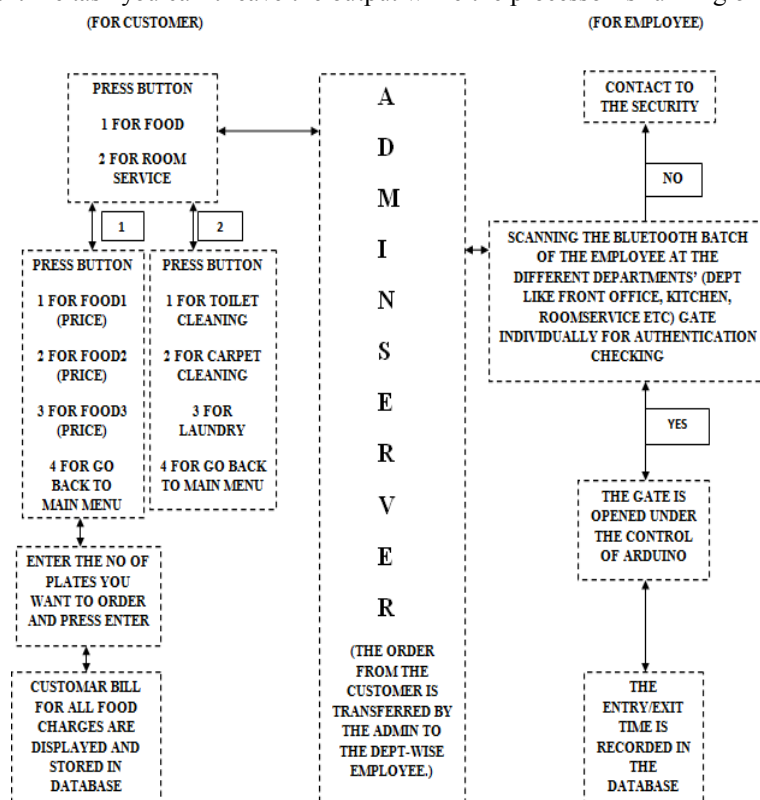 (FOR CUSTOMER)
(FOR EMPLOYEE)
PRESS BUTTON
1 FOR FOOD
2 FOR ROOM
SERVICE
1
2
PRESS BUTTON
1 FOR FOOD1
(PRICE)
2 FOR FOOD2
(PRICE)
3 FOR FOOD3
(PRICE)
4 FOR GO
BACK TO
MAIN MENU
PRESS BUTTON
1 FOR TOILET
CLEANING
2 FOR CARPET
CLEANING
3 FOR
LAUNDRY
4 FOR GO BACK
TO MAIN MENU
ENTER THE NO OF
PLATES YOU
WANT TO ORDER
AND PRESS ENTER
CUSTOMAR BILL
FOR ALL FOOD
CHARGES ARE
DISPLAYED AND
STORED IN
DATABASE
A
D
M
I
N
S
E
R
V
E
R
(THE ORDER
FROM THE
CUSTOMER IS
TRANSFERRED BY
THE ADMIN TO
THE DEPT-WISE
EMPLOYEE.)
CONTACT TO
THE SECURITY
NO
SCANNING THE BLUETOOTH BATCH
OF THE EMPLOYEE AT THE
DIFFERENT DEPARTMENTS’ (DEPT
LIKE FRONT OFFICE, KITCHEN,
ROOMSERVICE ETC) GATE
INDIVIDUALLY FOR AUTHENTICATION
CHECKING
YES
THE GATE IS
OPENED UNDER
THE CONTROL
OF ARDUINO
THE
ENTRY/EXIT
TIME IS
RECORDED IN
THE
DATABASE